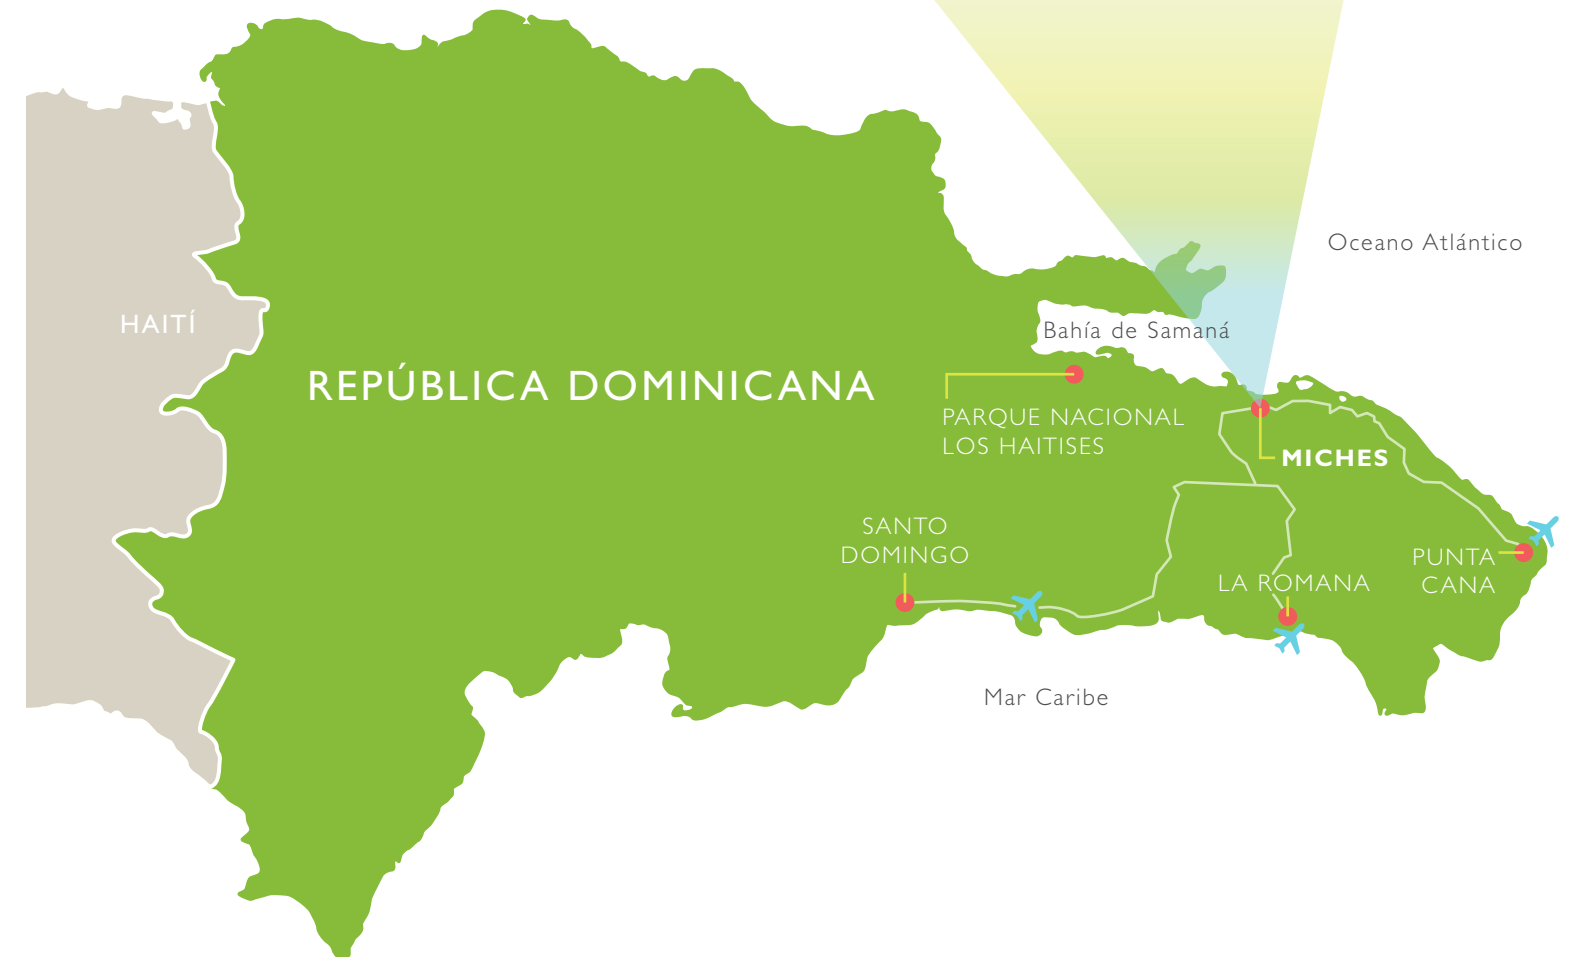 Oceano Atlántico
HAITÍ
Bahía de Samaná
REPÚBLICA DOMINICANA
PARQUE NACIONAL
LOS HAITISES
MICHES
SANTO
DOMINGO
LA ROMANA
PUNTA
CANA
Mar Caribe